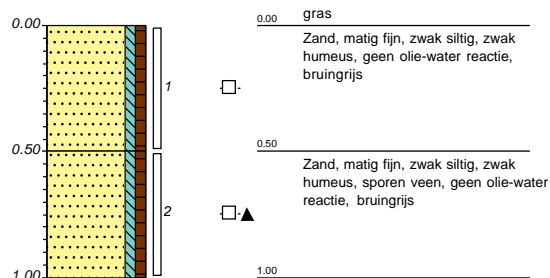 gras
0.00
0.00
Zand, matig fijn, zwak siltig, zwak
humeus, geen olie-water reactie,
bruingrijs
1
0.50
0.50
Zand, matig fijn, zwak siltig, zwak
humeus, sporen veen, geen olie-water
reactie, bruingrijs
2
1.00
1.00